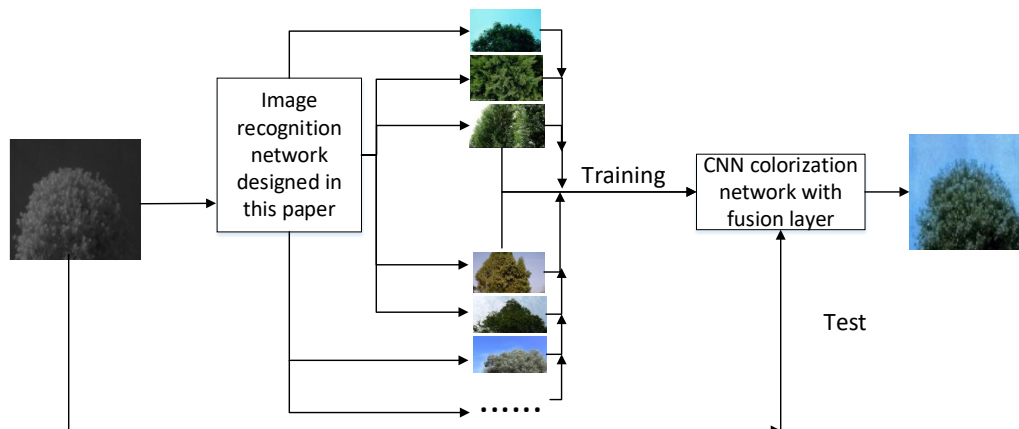 Image
recognition
network
designed in
this paper
Training
CNN colorization
network with
fusion layer
Test
......